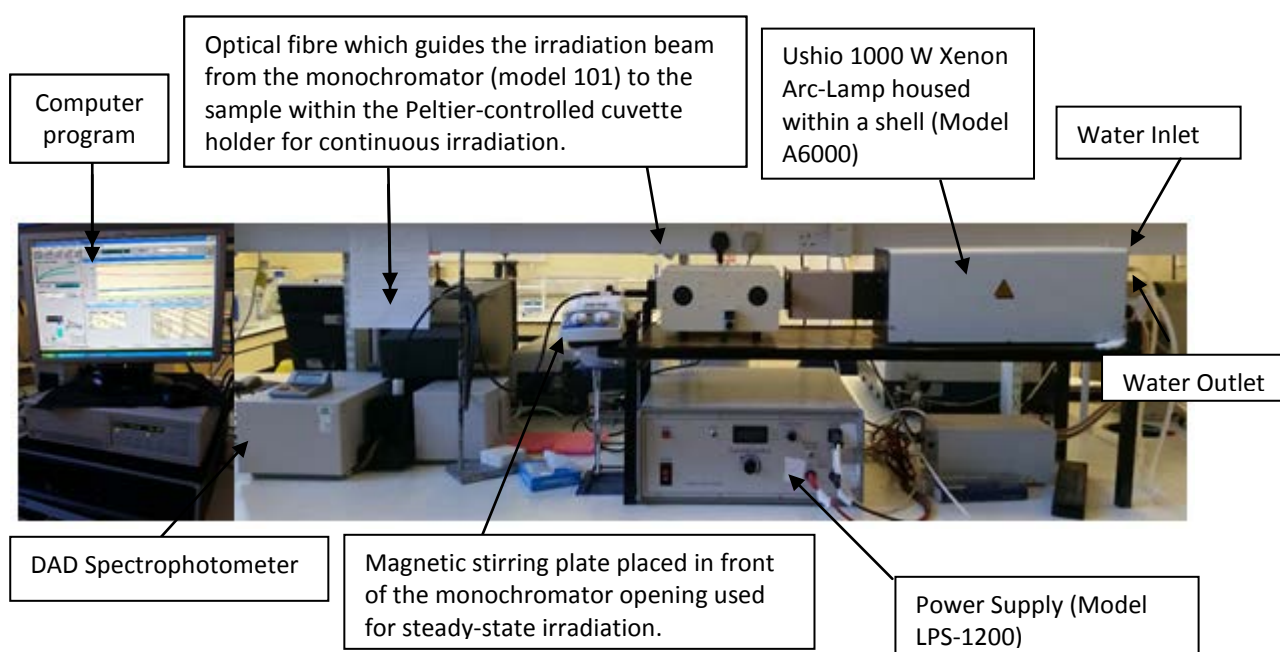 Optical fibre which guides the irradiation beam
from the monochromator (model 101) to the
sample within the Peltier-controlled cuvette
holder for continuous irradiation.
Ushio 1000 W Xenon
Arc-Lamp housed
within a shell (Model
A6000)
Computer
program
Water Inlet
Water Outlet
DAD Spectrophotometer
Magnetic stirring plate placed in front
of the monochromator opening used
for steady-state irradiation.
Power Supply (Model
LPS-1200)